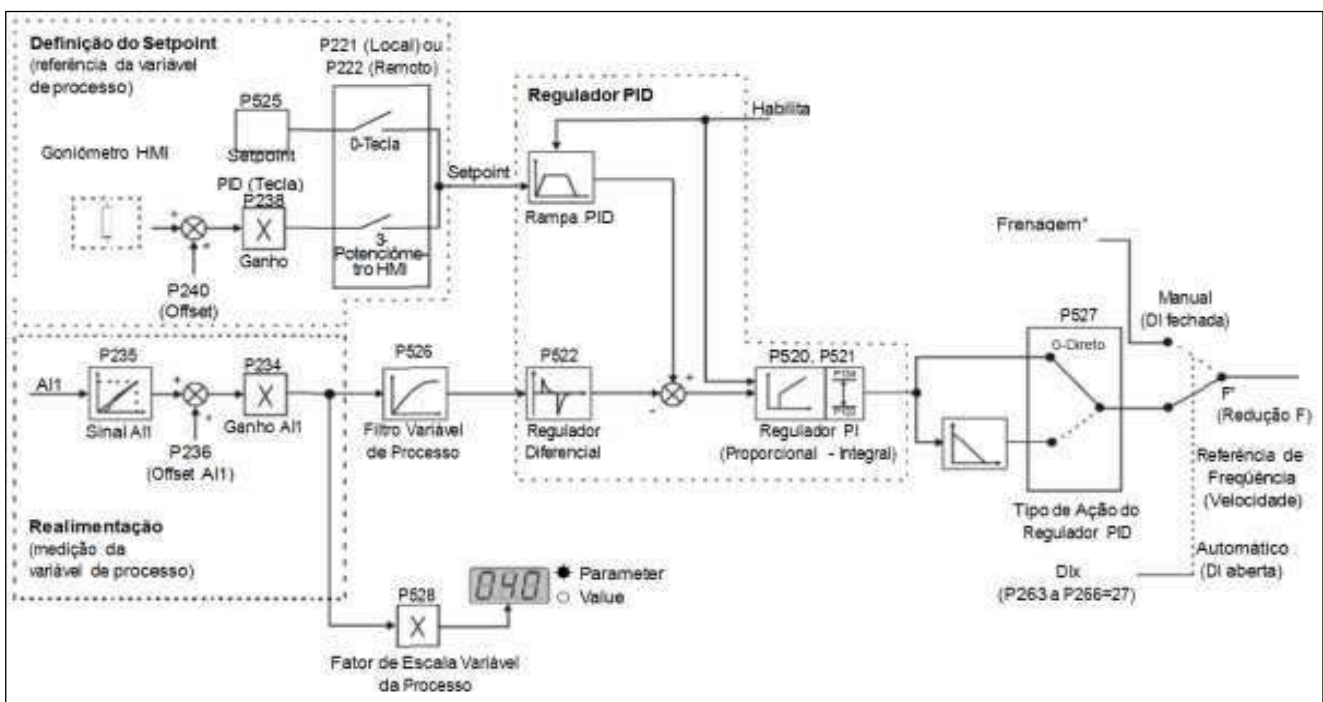 Definição do Setpoint
(referência da variável
de processo)
P221 (Local) ou
P222 (Remoto)
P525
Setpoint
PID (Tecla)
0-Tecla
Goniómetro HMI
P238
X
Ganho
3-
Potencióme-
tro HMI
P240
(Offset)
Setpoint
Regulador PID
Habilita
Rampa PID
Frenagem*
Manual
(DI fechada)
P527
0-Direto
P235
AI1
Sinal AI1
P236
(Offset AI1)
P234
X
Ganho AI1
P526
Filtro Variável
de Processo
P522
Regulador
Diferencial
P520, P521
Regulador PI
(Proporcional - Integral)
(Redução F)
Referência de
Freqüência
(Velocidade)
Tipo de Ação do
Regulador PID
Automático
(DI aberta)
DIx
(P263 a P266=27)
Realimentação
(medição da
variável de processo)
P528
X
Fator de Escala Variável
da Processo
040
Parameter
Value